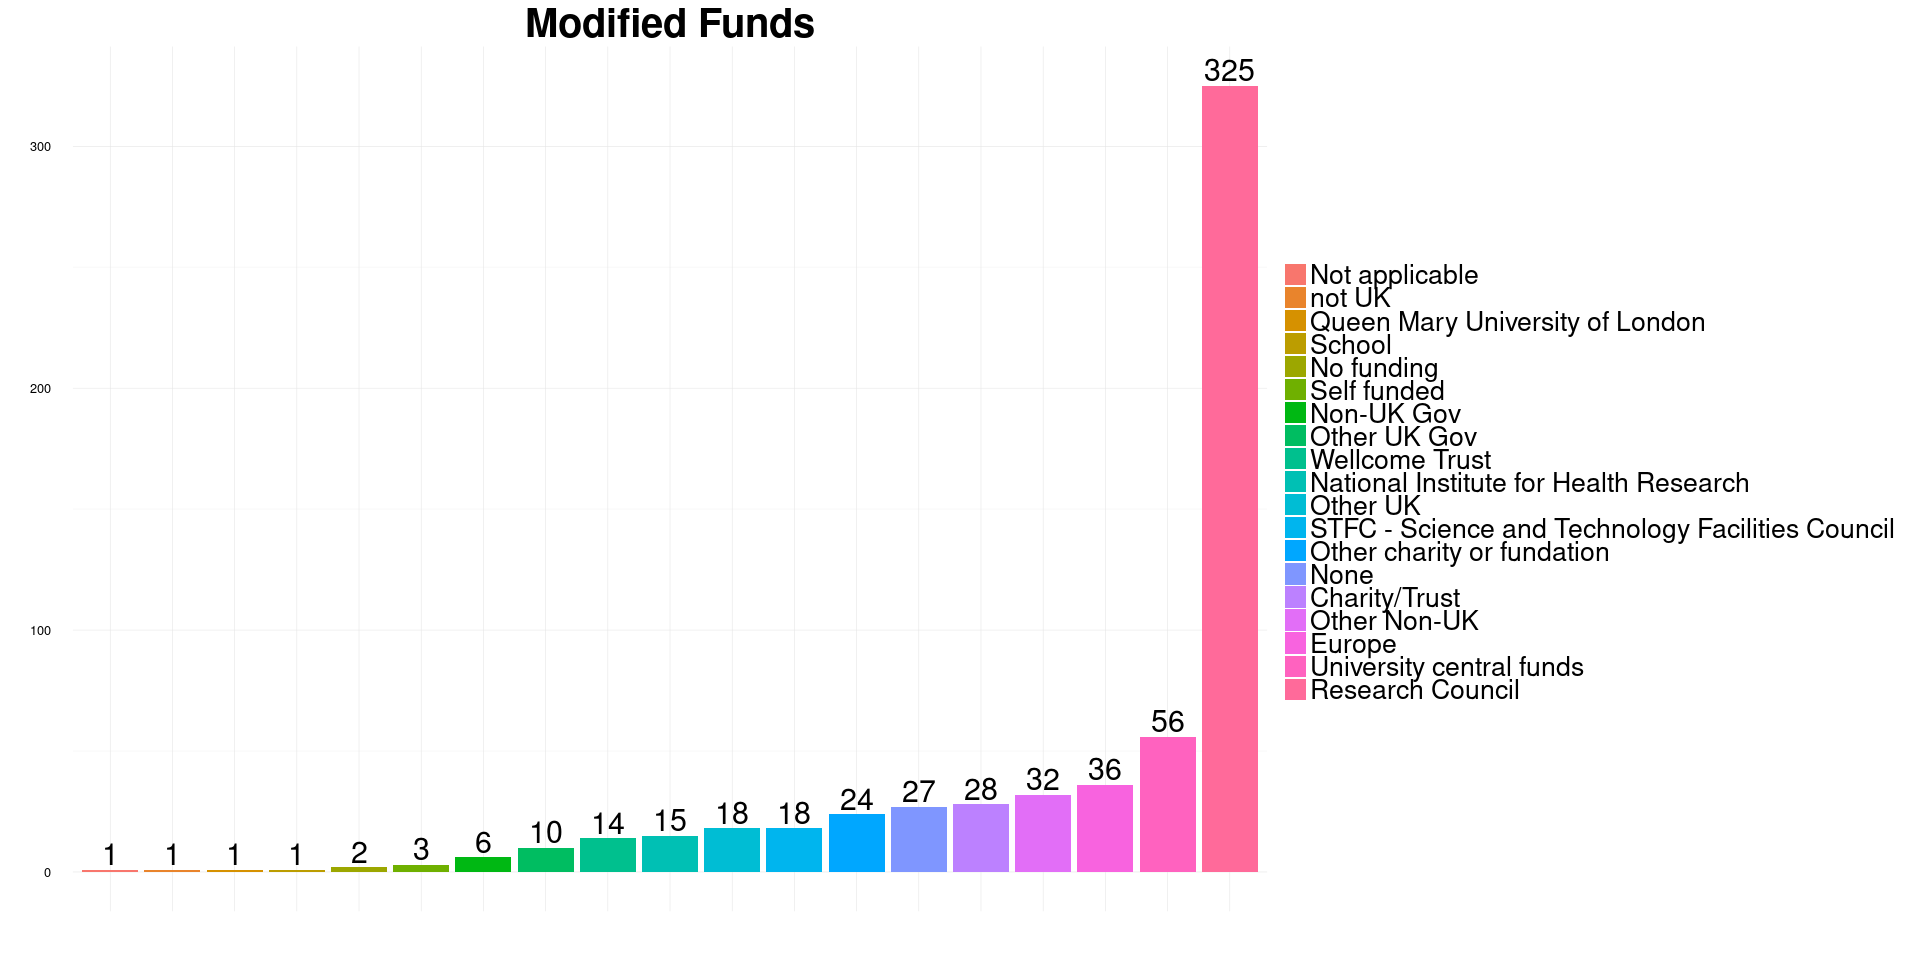 Modified Funds
325
300
200
100
0
1
1
1
1
2
3
6
10
14
15
18
18
24
27
28
32
36
56
Not applicable
not UK
Queen Mary University of London
School
No funding
Self funded
Non-UK Gov
Other UK Gov
Wellcome Trust
National Institute for Health Research
Other UK
STFC - Science and Technology Facilities Council
Other charity or fundation
None
Charity/Trust
Other Non-UK
Europe
University central funds
Research Council